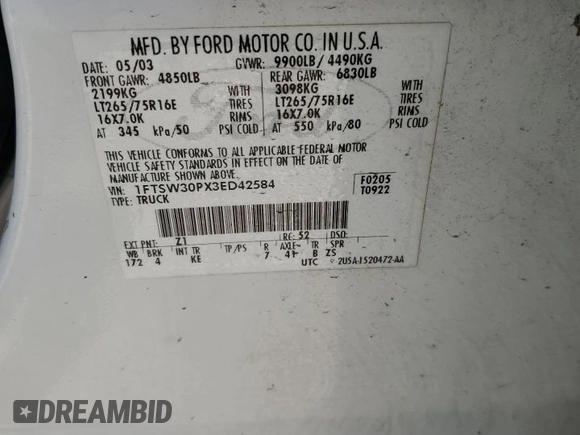 MFD. BY FORD MOTOR CO. IN U.S.A.
DATE: 05/03 GVWR: 9900LB/ 4490KG
FRONT GAWR: 4850LB REAR GAWR: 6830LB
2199KG WITH 3098KG WITH
LT265/75R16E TIRES LT265/75R16E TIRES
16X7.0K RIMS 16X7.0K RIMS
AT 345 kPa/50 PSI COLD AT 550 kPa/80 PSI COLD
THIS VEHICLE CONFORMS TO ALL APPLICABLE FEDERAL MOTOR
VEHICLE SAFETY STANDARDS IN EFFECT ON THE DATE OF
MANUFACTURE SHOWN ABOVE.
VIN: 1FTSW30PX3ED42584 F0205
TYPE: TRUCK T0922
EXT PNT: Z1 RC: 52 DSO:
WB BRK INT TR TP/PS R AXLE TR SPR
172 4 KE 7 41 B ZS
UTC 2U5A-1520472-AA
DREAMBID